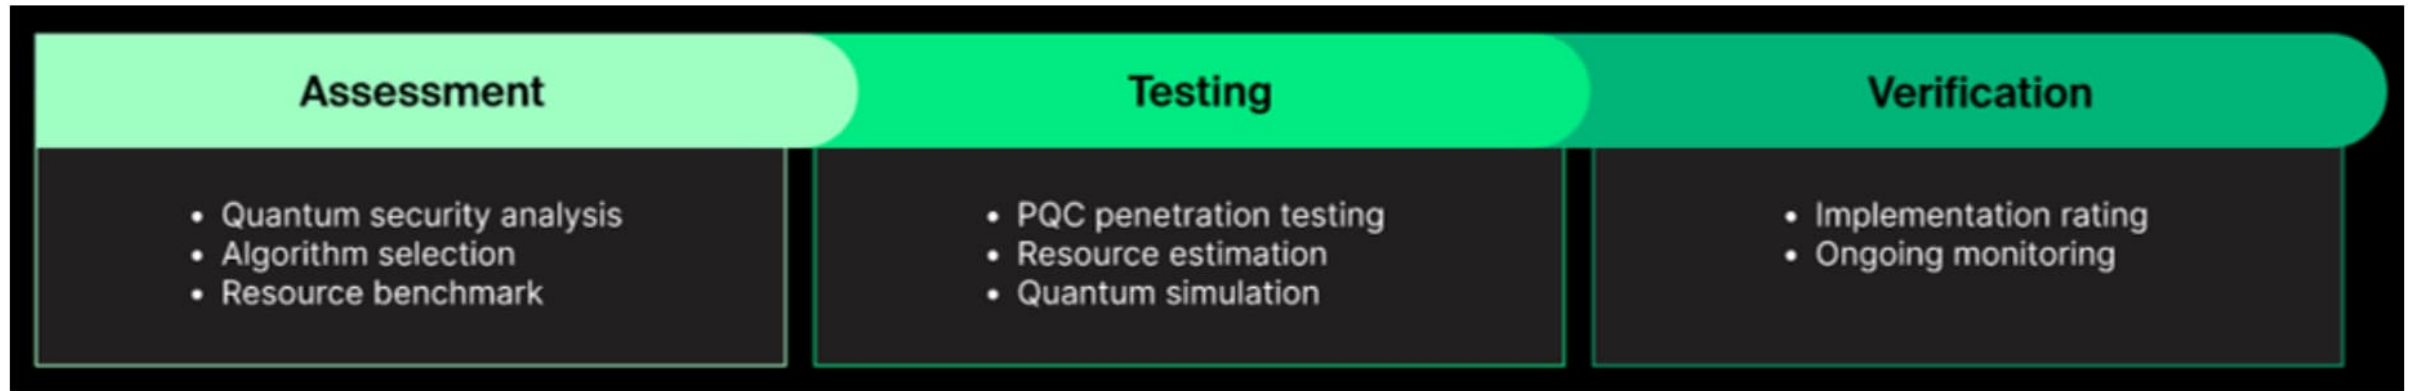 Assessment
• Quantum security analysis
• Algorithm selection
• Resource benchmark
Testing
• PQC penetration testing
• Resource estimation
• Quantum simulation
Verification
• Implementation rating
• Ongoing monitoring